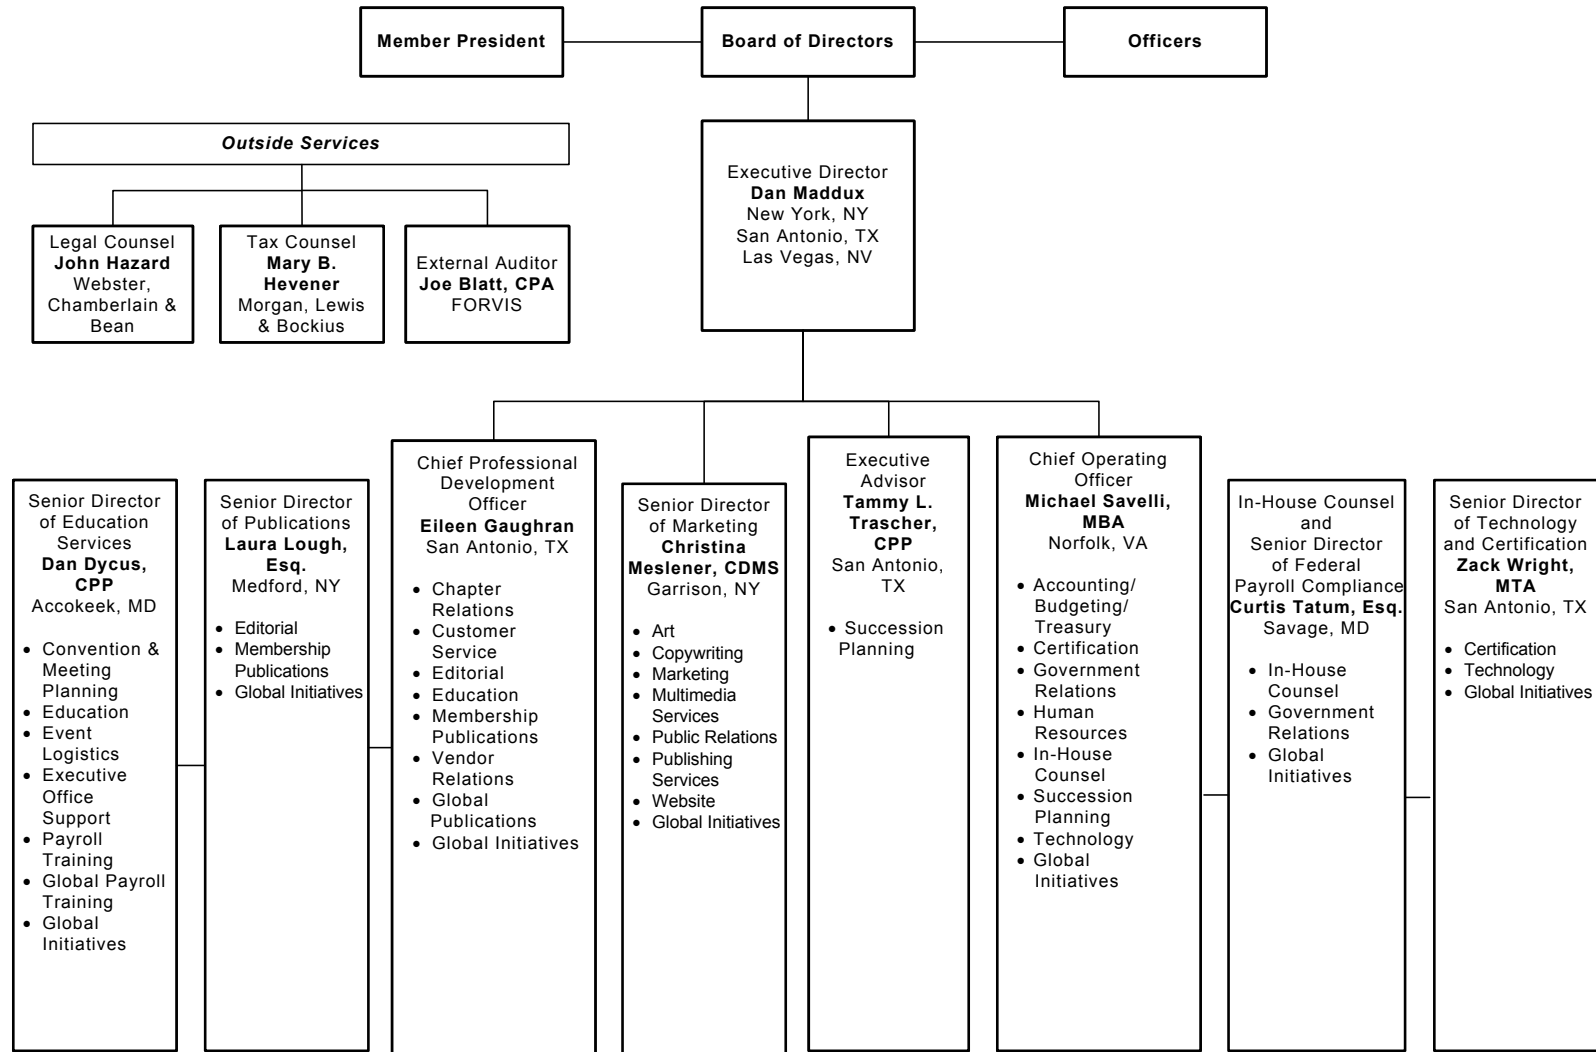 Member President
Board of Directors
Officers
Outside Services
Executive Director
Dan Maddux
New York, NY
San Antonio, TX
Las Vegas, NV
Legal Counsel
John Hazard
Webster,
Chamberlain &
Bean
Tax Counsel
Mary B.
Hevener
Morgan, Lewis
& Bockius
External Auditor
Joe Blatt, CPA
FORVIS
Senior Director
of Education
Services
Dan Dycus,
CPP
Accokeek, MD
• Convention &
Meeting
Planning
• Education
• Event
Logistics
• Executive
Office
Support
• Payroll
Training
• Global Payroll
Training
• Global
Initiatives
Senior Director
of Publications
Laura Lough,
Esq.
Medford, NY
• Editorial
• Membership
Publications
• Global Initiatives
Chief Professional
Development
Officer
Eileen Gaughran
San Antonio, TX
• Chapter
Relations
• Customer
Service
• Editorial
• Education
• Membership
Publications
• Vendor
Relations
• Global
Publications
• Global Initiatives
Senior Director
of Marketing
Christina
Meslener, CDMS
Garrison, NY
• Art
• Copywriting
• Marketing
• Multimedia
Services
• Public Relations
• Publishing
Services
• Website
• Global Initiatives
Executive
Advisor
Tammy L.
Trascher,
CPP
San Antonio,
TX
• Succession
Planning
Chief Operating
Officer
Michael Savelli,
MBA
Norfolk, VA
• Accounting/
Budgeting/
Treasury
• Certification
• Government
Relations
• Human
Resources
• In-House
Counsel
• Succession
Planning
• Technology
• Global
Initiatives
In-House Counsel
and
Senior Director
of Federal
Payroll Compliance
Curtis Tatum, Esq.
Savage, MD
• In-House
Counsel
• Government
Relations
• Global
Initiatives
Senior Director
of Technology
and Certification
Zack Wright,
MTA
San Antonio, TX
• Certification
• Technology
• Global Initiatives